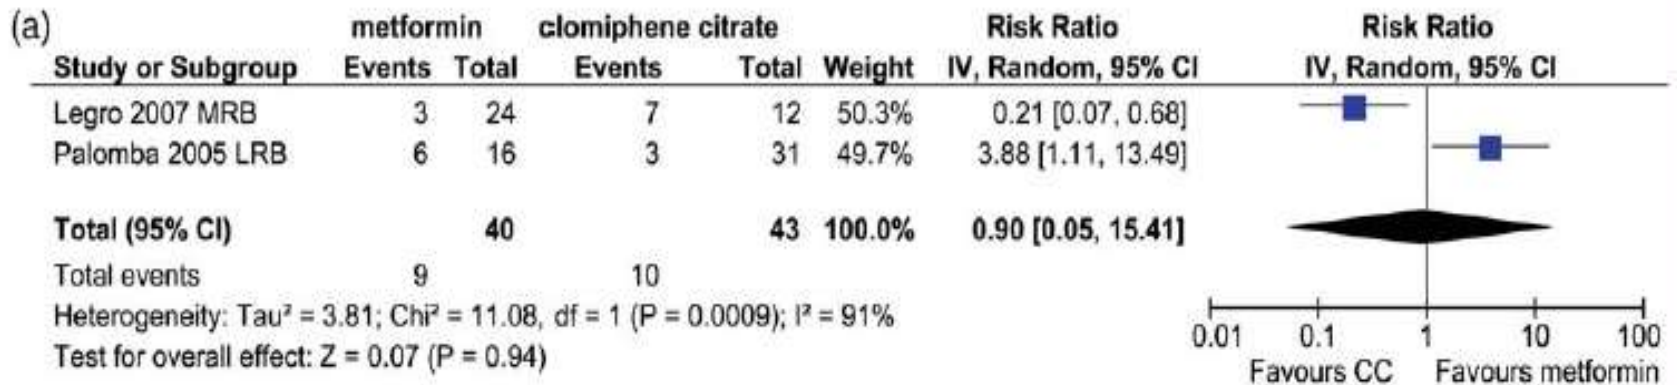 (a) metformin clomiphene citrate Risk Ratio Risk Ratio
Study or Subgroup Events Total Events Total Weight IV, Random, 95% CI IV, Random, 95% CI
Legro 2007 MRB 3 24 7 12 50.3% 0.21 [0.07, 0.68]
Palomba 2005 LRB 6 16 3 31 49.7% 3.88 [1.11, 13.49]
Total (95% CI) 40 43 100.0% 0.90 [0.05, 15.41]
Total events 9 10
Heterogeneity: Tau² = 3.81; Chi² = 11.08, df = 1 (P = 0.0009); I² = 91%
Test for overall effect: Z = 0.07 (P = 0.94)
0.01 0.1 1 10 100
Favours CC Favours metformin